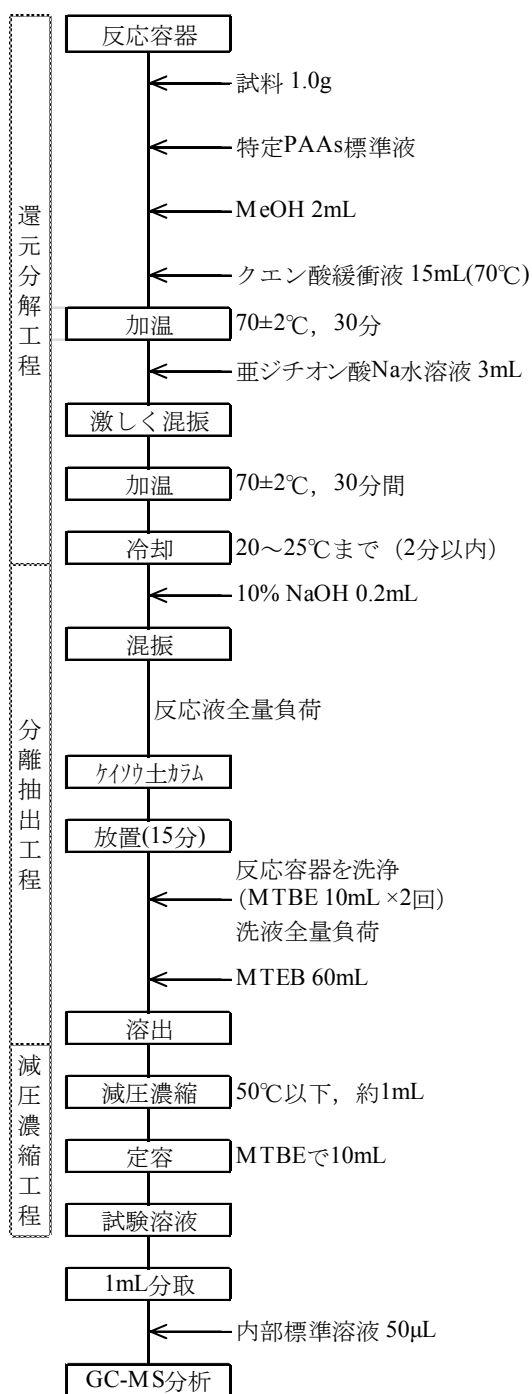 反応容器
試料 1.0g
特定PAAs標準液
MeOH 2mL
クエン酸緩衝液 15mL(70℃)
還元分解工程
加温
70±2℃，30分
亜ジチオン酸Na水溶液 3mL
激しく混振
加温
70±2℃，30分間
冷却
20～25℃まで（2分以内）
10% NaOH 0.2mL
混振
反応液全量負荷
分離抽出工程
ｹｲｿｳ土ｶﾗﾑ
放置(15分)
反応容器を洗浄
(MTBE 10mL ×2回)
洗液全量負荷
MTEB 60mL
溶出
減圧濃縮工程
減圧濃縮
50℃以下，約1mL
定容
MTBEで10mL
試験溶液
1mL分取
内部標準溶液 50μL
GC-MS分析